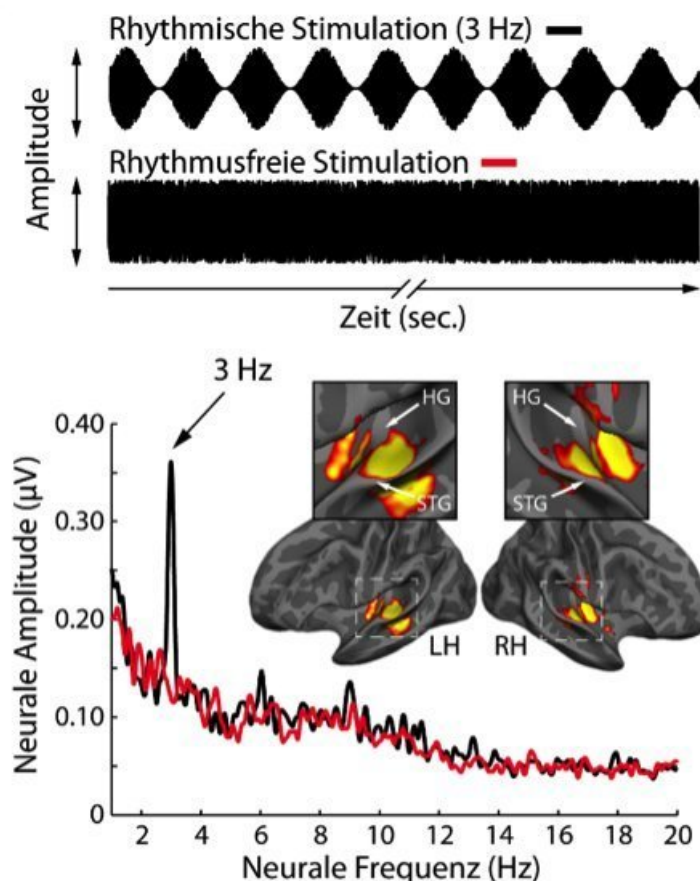 Rhythmische Stimulation (3 Hz)
Amplitude
Rhythmusfreie Stimulation
Zeit (sec.)
3 Hz
HG
HG
STG
STG
LH
RH
Neurale Amplitude (µV)
0.40
0.30
0.20
0.10
0
2 4 6 8 10 12 14 16 18 20
Neurale Frequenz (Hz)